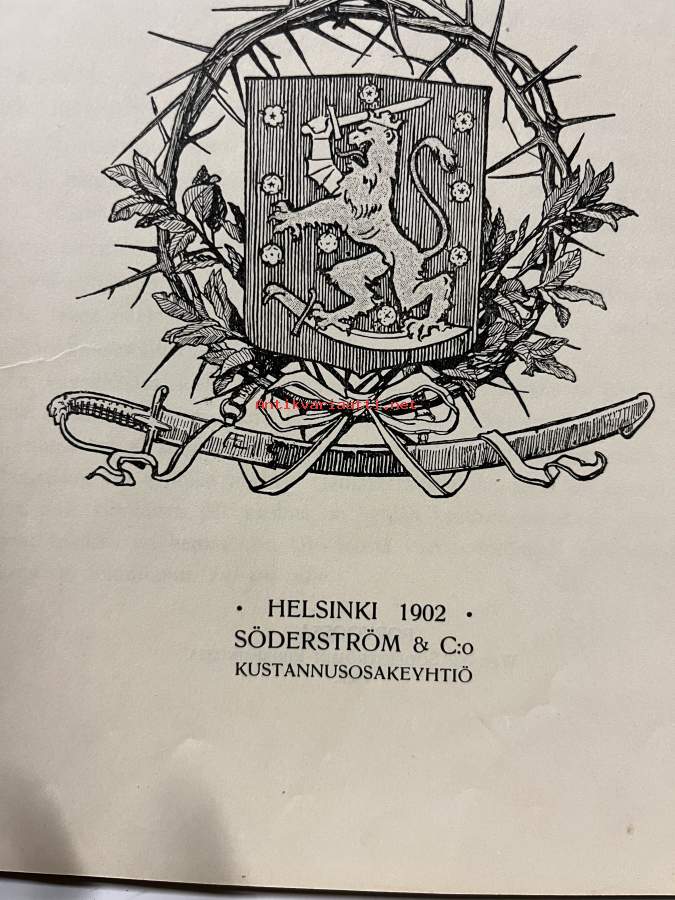 Antikvariaatti.net
· HELSINKI 1902 ·
SÖDERSTRÖM & C:o
KUSTANNUSOSAKEYHTIÖ